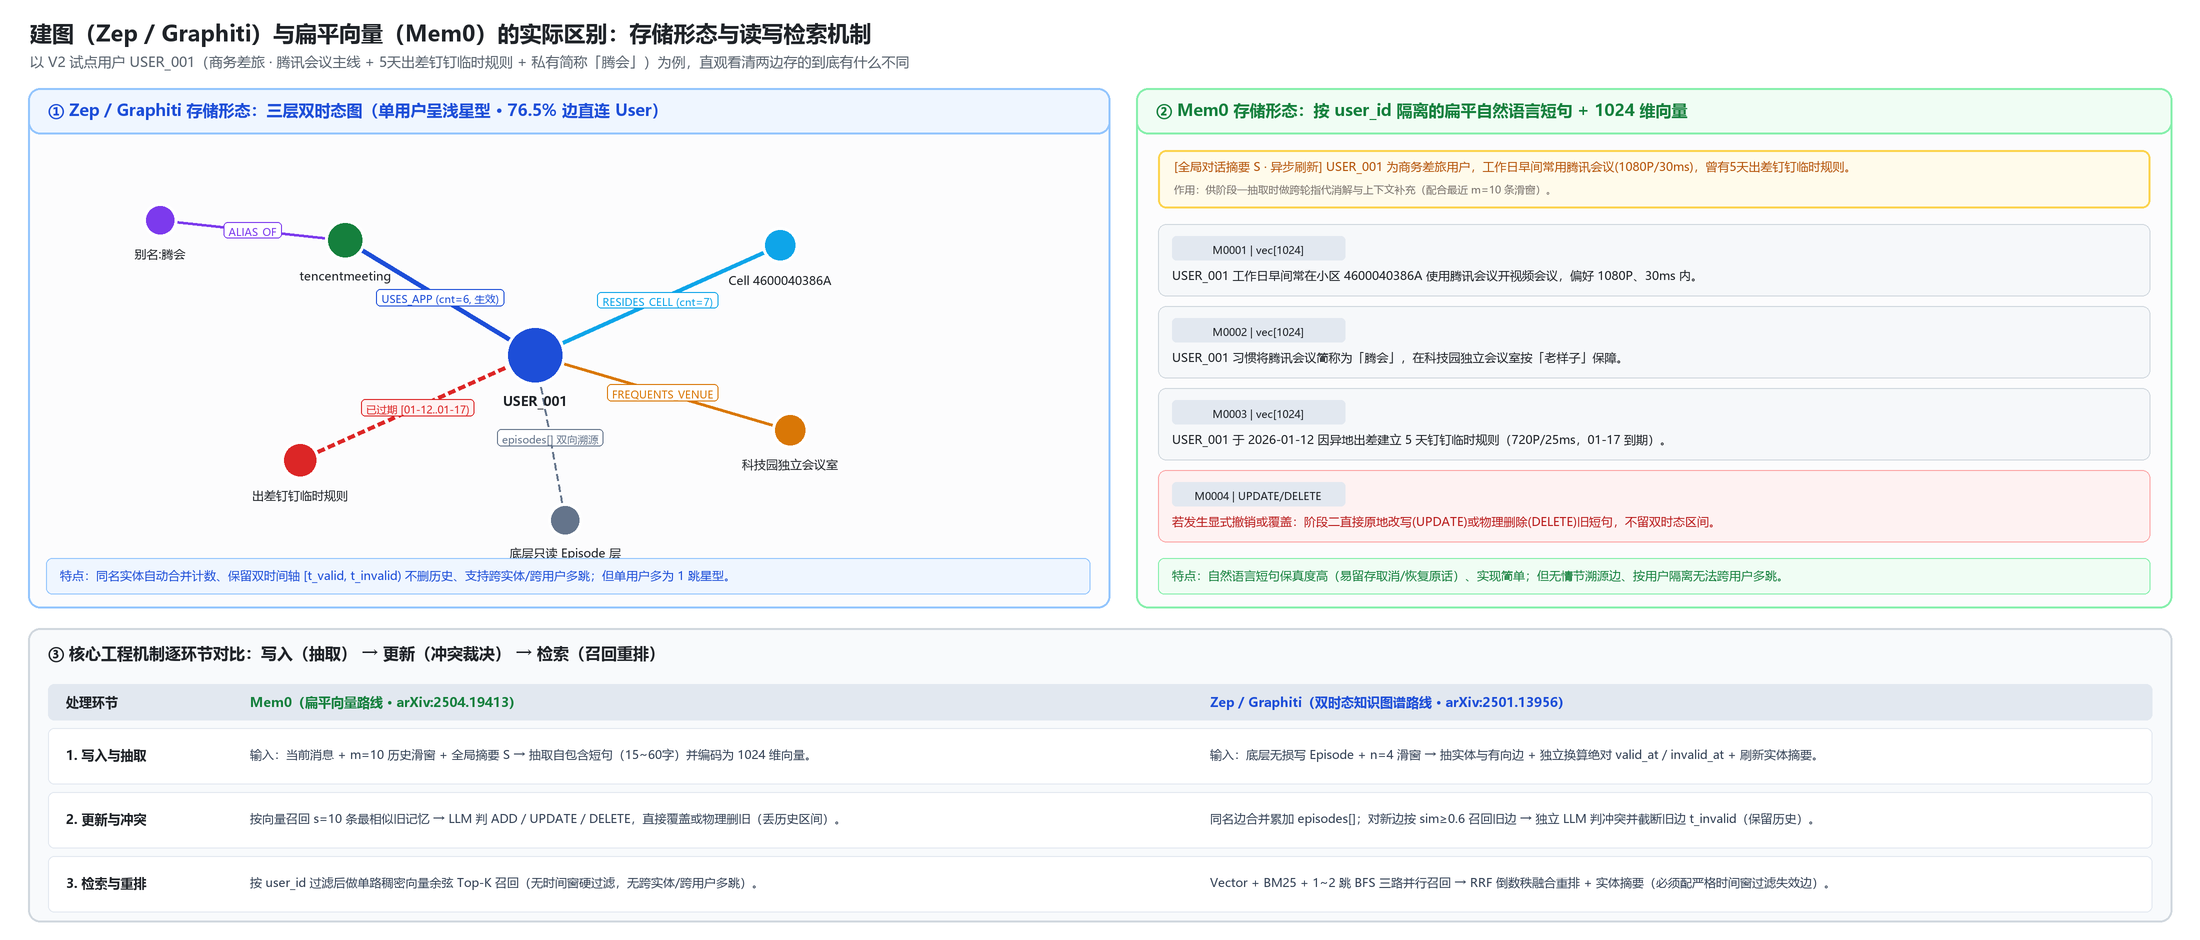 建图（Zep / Graphiti）与扁平向量（Mem0）的实际区别：存储形态与读写检索机制
以 V2 试点用户 USER_001（商务差旅 · 腾讯会议主线 + 5天出差钉钉临时规则 + 私有简称「腾会」）为例，直观看清两边存的到底有什么不同
① Zep / Graphiti 存储形态：三层双时态图（单用户呈浅星型 • 76.5% 边直连 User）
别名:腾会
ALIAS_OF
tencentmeeting
USES_APP (cnt=6, 生效)
Cell 4600040386A
RESIDES_CELL (cnt=7)
USER_001
已过期 [01-12..01-17)
出差钉钉临时规则
FREQUENTS_VENUE
科技园独立会议室
episodes[] 双向溯源
底层只读 Episode 层
特点：同名实体自动合并计数、保留双时间轴 [t_valid, t_invalid) 不删历史、支持跨实体/跨用户多跳；但单用户多为 1 跳星型。
② Mem0 存储形态：按 user_id 隔离的扁平自然语言短句 + 1024 维向量
[全局对话摘要 S · 异步刷新] USER_001 为商务差旅用户，工作日早间常用腾讯会议(1080P/30ms)，曾有5天出差钉钉临时规则。
作用：供阶段一抽取时做跨轮指代消解与上下文补充（配合最近 m=10 条滑窗）。
M0001 | vec[1024]
USER_001 工作日早间常在小区 4600040386A 使用腾讯会议开视频会议，偏好 1080P、30ms 内。
M0002 | vec[1024]
USER_001 习惯将腾讯会议简称为「腾会」，在科技园独立会议室按「老样子」保障。
M0003 | vec[1024]
USER_001 于 2026-01-12 因异地出差建立 5 天钉钉临时规则（720P/25ms，01-17 到期）。
M0004 | UPDATE/DELETE
若发生显式撤销或覆盖：阶段二直接原地改写(UPDATE)或物理删除(DELETE)旧短句，不留双时态区间。
特点：自然语言短句保真度高（易留存取消/恢复原话）、实现简单；但无情节溯源边、按用户隔离无法跨用户多跳。
③ 核心工程机制逐环节对比：写入（抽取） → 更新（冲突裁决） → 检索（召回重排）
处理环节
Mem0（扁平向量路线 • arXiv:2504.19413）
Zep / Graphiti（双时态知识图谱路线 • arXiv:2501.13956）
1. 写入与抽取
输入：当前消息 + m=10 历史滑窗 + 全局摘要 S → 抽取自包含短句（15~60字）并编码为 1024 维向量。
输入：底层无损写 Episode + n=4 滑窗 → 抽实体与有向边 + 独立换算绝对 valid_at / invalid_at + 刷新实体摘要。
2. 更新与冲突
按向量召回 s=10 条最相似旧记忆 → LLM 判 ADD / UPDATE / DELETE，直接覆盖或物理删旧（丢历史区间）。
同名边合并累加 episodes[]；对新边按 sim≥0.6 召回旧边 → 独立 LLM 判冲突并截断旧边 t_invalid（保留历史）。
3. 检索与重排
按 user_id 过滤后做单路稠密向量余弦 Top-K 召回（无时间窗硬过滤，无跨实体/跨用户多跳）。
Vector + BM25 + 1~2 跳 BFS 三路并行召回 → RRF 倒数秩融合重排 + 实体摘要（必须配严格时间窗过滤失效边）。